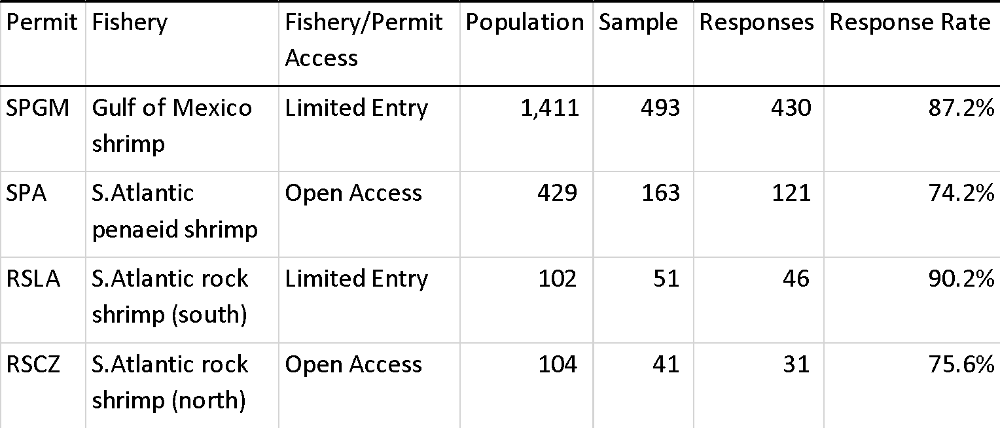 Permit Fishery Fishery/Permit Access Population Sample Responses Response Rate
SPGM Gulf of Mexico shrimp Limited Entry 1,411 493 430 87.2%
SPA S.Atlantic penaeid shrimp Open Access 429 163 121 74.2%
RSLA S.Atlantic rock shrimp (south) Limited Entry 102 51 46 90.2%
RSCZ S.Atlantic rock shrimp (north) Open Access 104 41 31 75.6%